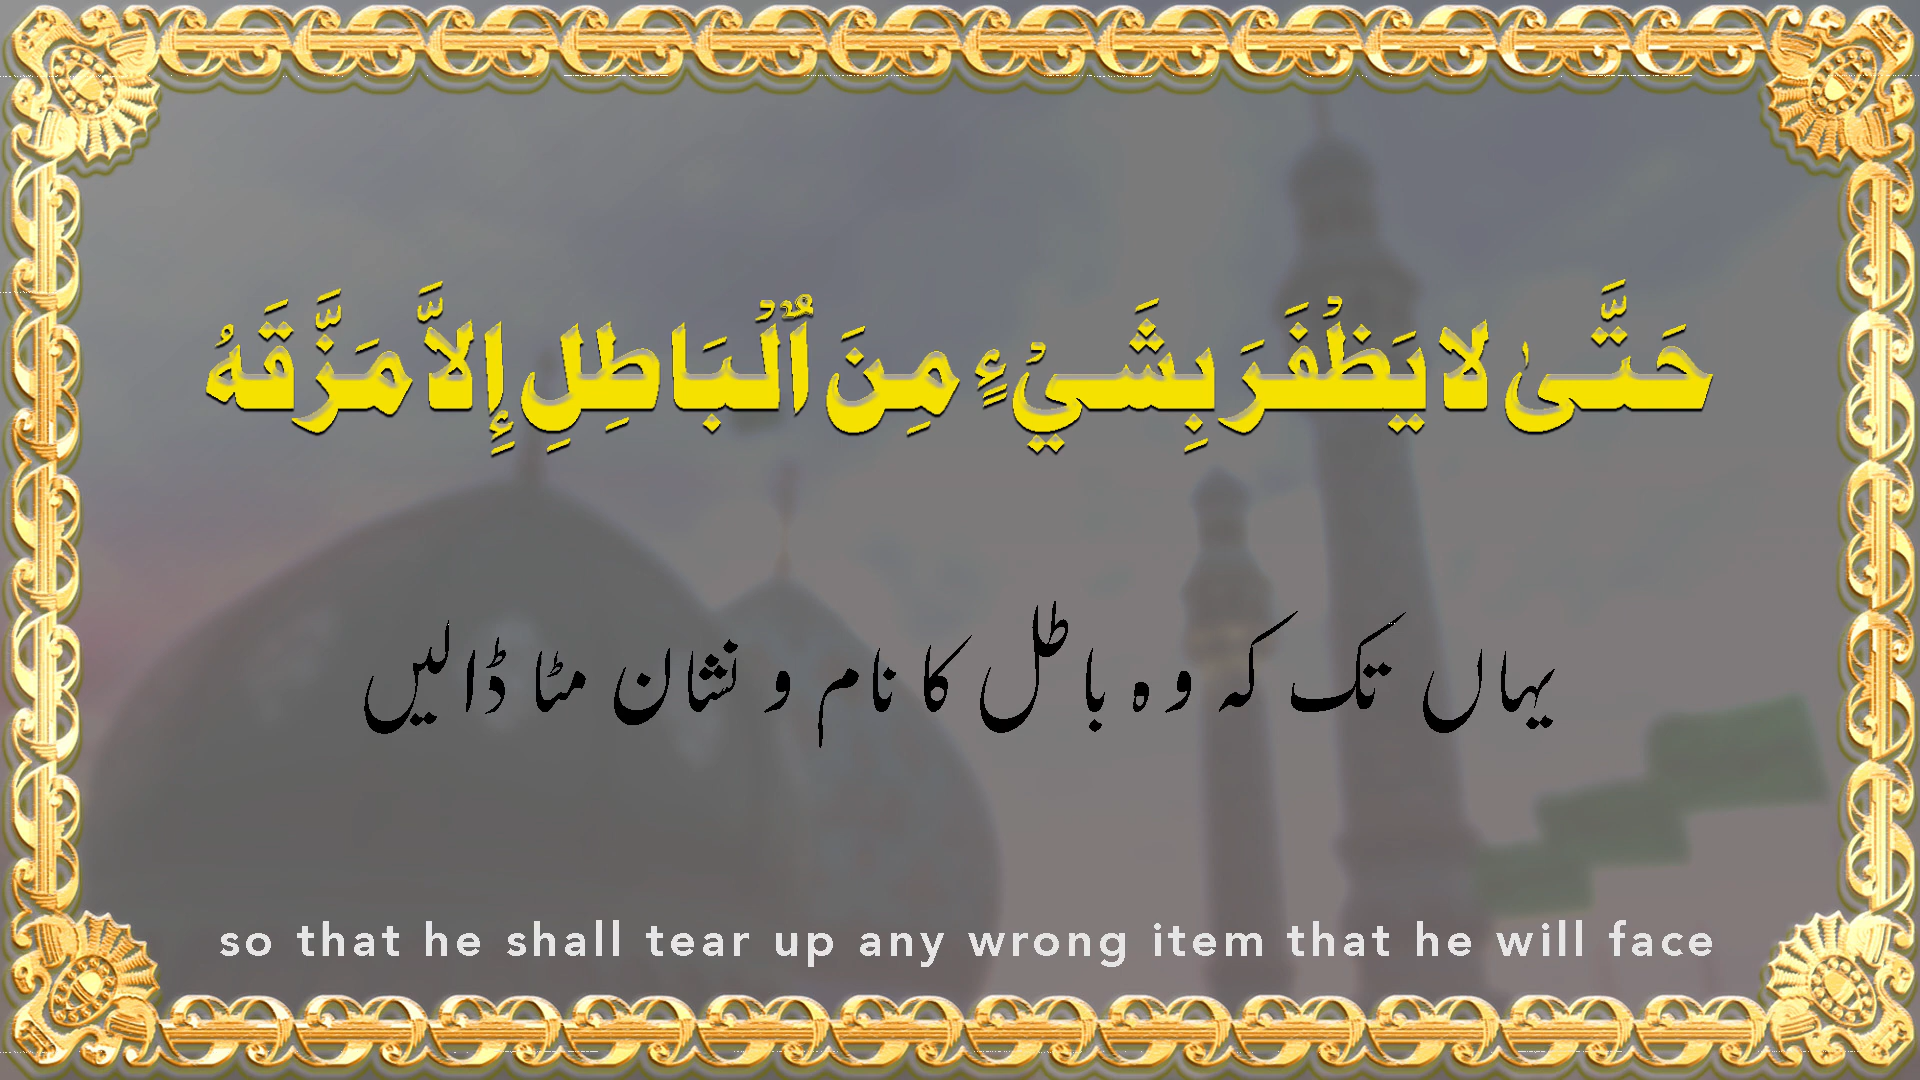 حَتَّىٰ لا يَظْفَرَ بِشَيْءٍ مِنَ ٱلْبَاطِلِ إِلاَّ مَزَّقَهُ
یہاں تک کہ وہ باطل کا نام و نشان مٹا ڈالیں
so that he shall tear up any wrong item that he will face